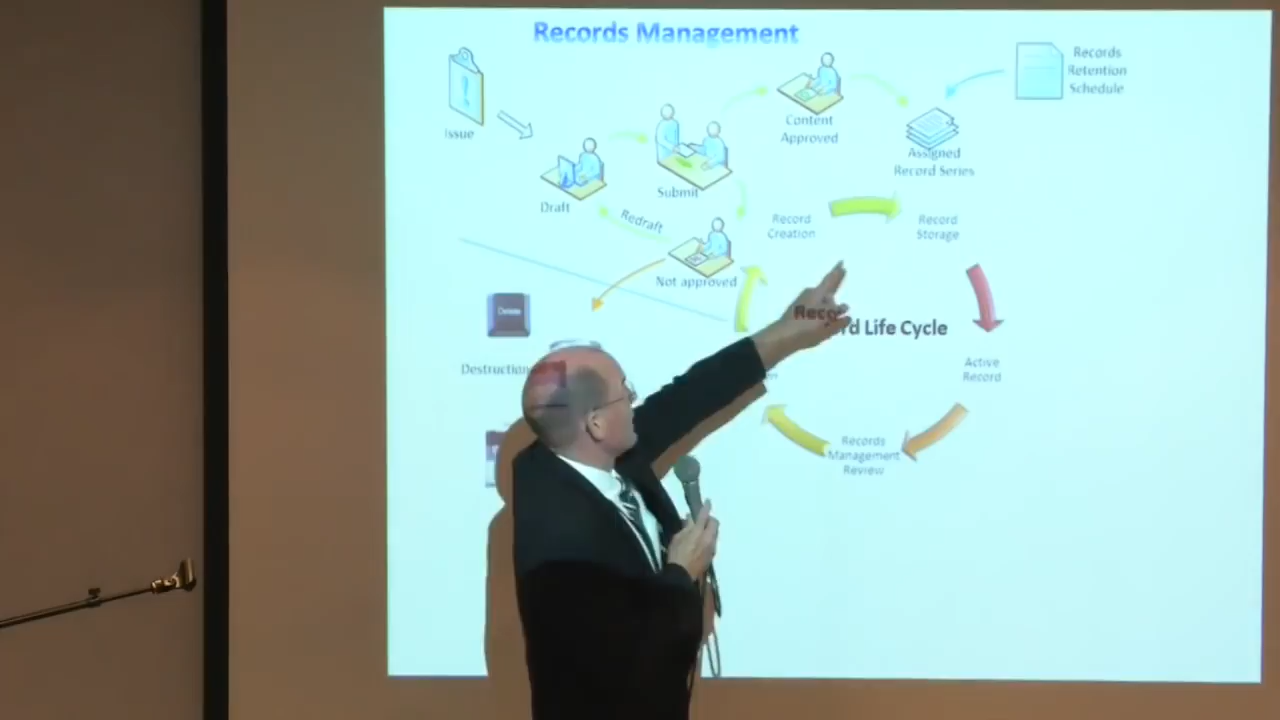 Records Management
Issue
Draft
Submit
Redraft
Not approved
Content
Approved
Records
Retention
Schedule
Assigned
Record Series
Record
Creation
Record
Storage
Delete
Destruction
rd Life Cycle
Active
Record
Records
Management
Review